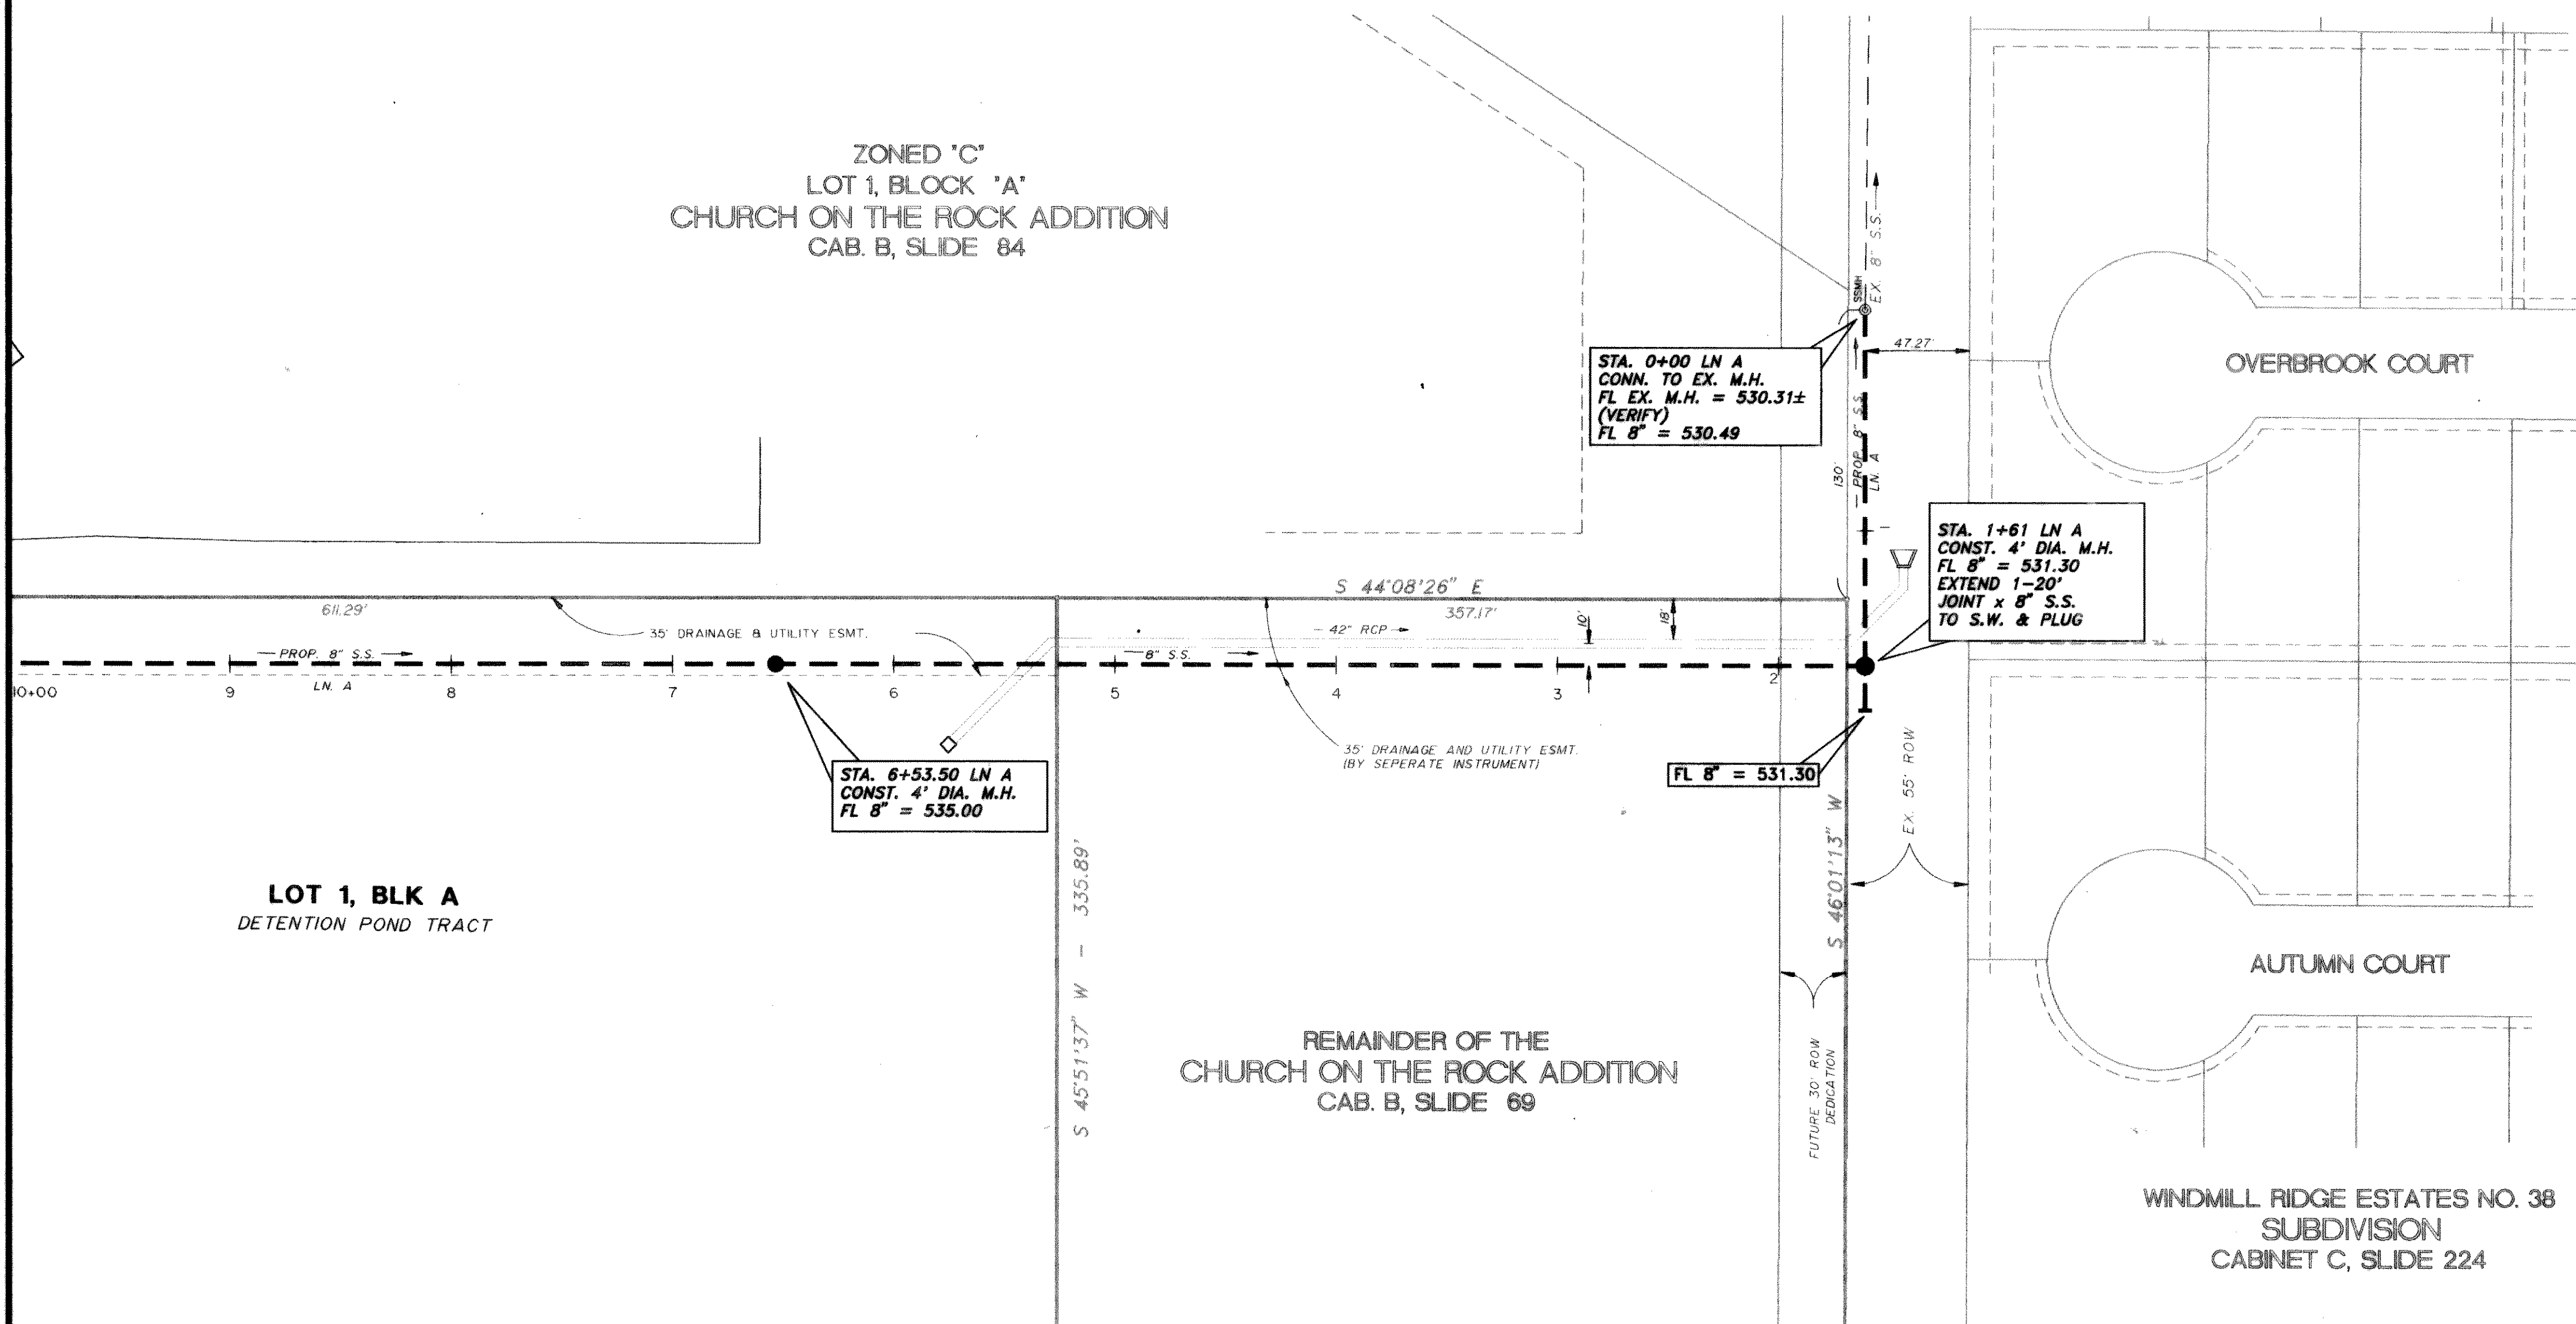 ZONED "C"
LOT 1, BLOCK "A"
CHURCH ON THE ROCK ADDITION
CAB. B, SLIDE 84
SSMH
EX. 8" S.S.
STA. 0+00 LN A
CONN. TO EX. M.H.
FL EX. M.H. = 530.31±
(VERIFY)
FL 8" = 530.49
47.27'
OVERBROOK COURT
130'
PROP. 8" S.S.
LN. A
STA. 1+61 LN A
CONST. 4' DIA. M.H.
FL 8" = 531.30
EXTEND 1-20'
JOINT x 8" S.S.
TO S.W. & PLUG
S 44°08'26" E
611.29'
357.17'
35' DRAINAGE & UTILITY ESMT.
42" RCP
10'
18'
PROP. 8" S.S.
8" S.S.
10+00
9
LN. A
8
7
6
5
4
3
2
35' DRAINAGE AND UTILITY ESMT.
(BY SEPERATE INSTRUMENT)
FL 8" = 531.30
STA. 6+53.50 LN A
CONST. 4' DIA. M.H.
FL 8" = 535.00
EX. 55' ROW
S 46°01'13" W
S 45°51'37" W - 335.89'
LOT 1, BLK A
DETENTION POND TRACT
AUTUMN COURT
REMAINDER OF THE
CHURCH ON THE ROCK ADDITION
CAB. B, SLIDE 69
FUTURE 30' ROW
DEDICATION
WINDMILL RIDGE ESTATES NO. 3B
SUBDIVISION
CABINET C, SLIDE 224